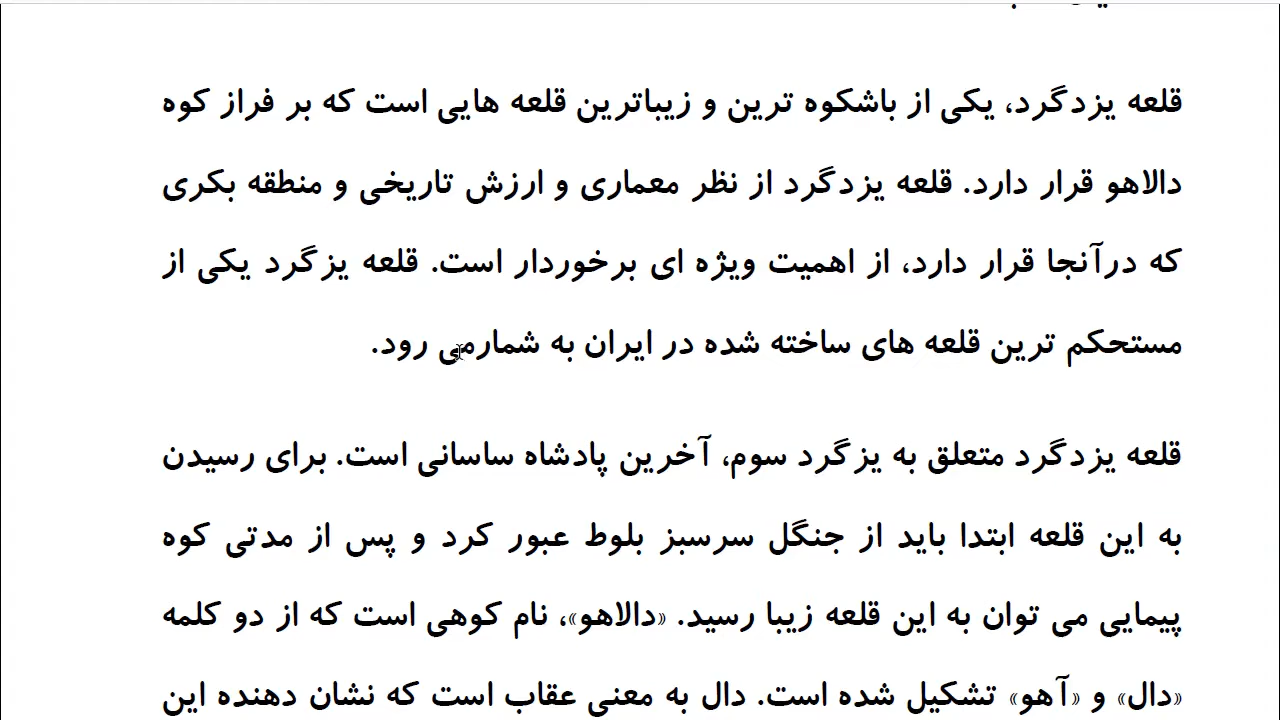 قلعه یزدگرد، یکی از باشکوه ترین و زیباترین قلعه هایی است که بر فراز کوه
دالاهو قرار دارد. قلعه یزدگرد از نظر معماری و ارزش تاریخی و منطقه بکری
که درآنجا قرار دارد، از اهمیت ویژه ای برخوردار است. قلعه یزگرد یکی از
مستحکم ترین قلعه های ساخته شده در ایران به شمارمی رود.
قلعه یزدگرد متعلق به یزگرد سوم، آخرین پادشاه ساسانی است. برای رسیدن
به این قلعه ابتدا باید از جنگل سرسبز بلوط عبور کرد و پس از مدتی کوه
پیمایی می توان به این قلعه زیبا رسید. «دالاهو»، نام کوهی است که از دو کلمه
«دال» و «آهو» تشکیل شده است. دال به معنی عقاب است که نشان دهنده این